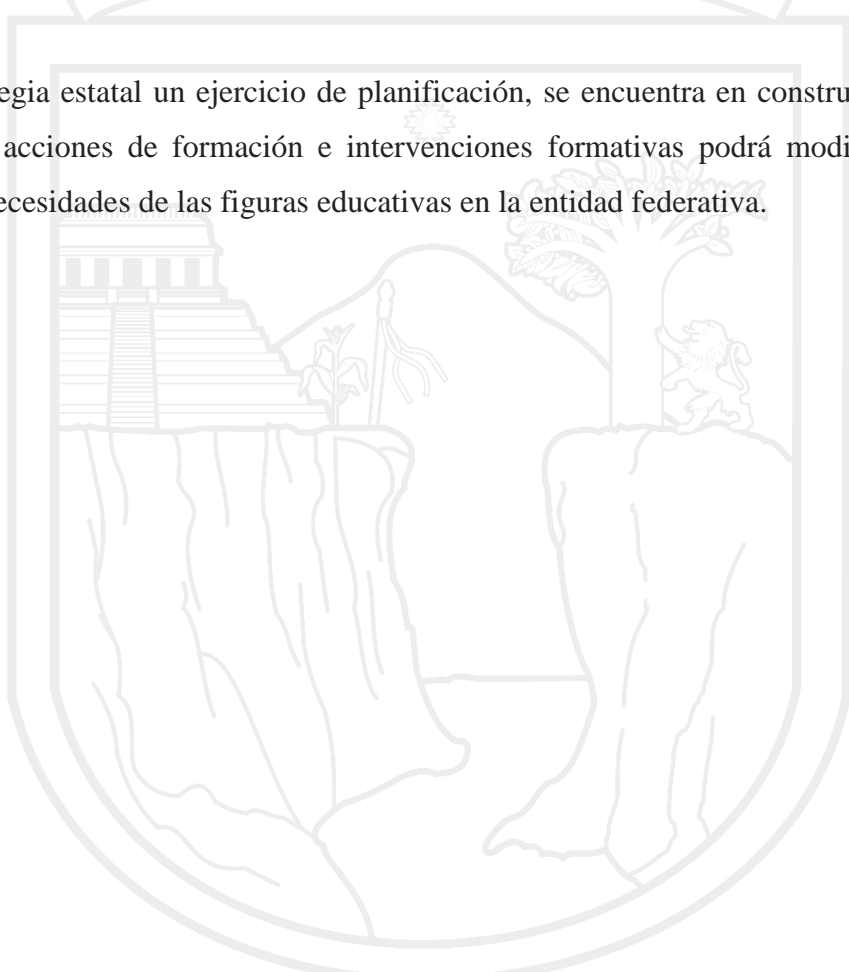 egia estatal un ejercicio de planificación, se encuentra en constru
acciones de formación e intervenciones formativas podrá modi
ecesidades de las figuras educativas en la entidad federativa.